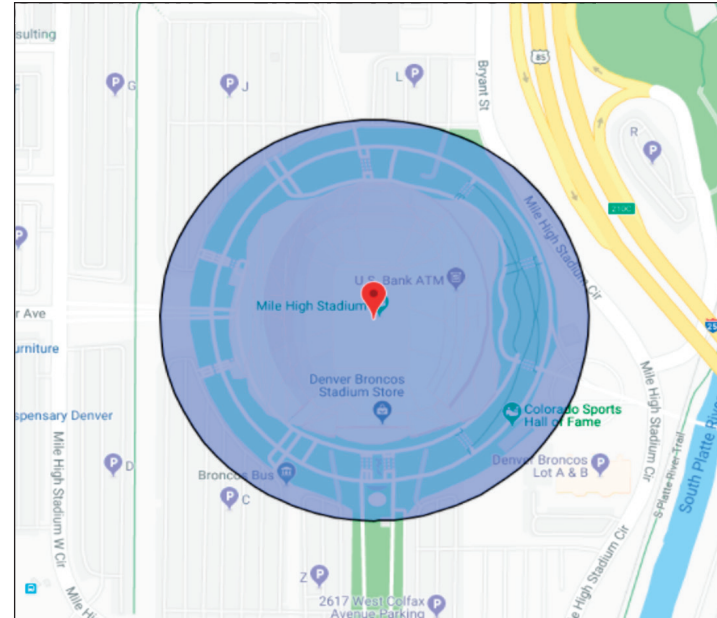 sulting
85
G
J
L
Bryant St
R
Mile High Stadium Cir
U.S. Bank ATM
r Ave
Mile High Stadium
25
urniture
Denver Broncos
Stadium Store
spensary Denver
Colorado Sports
Hall of Fame
Mile High Stadium Cir
Mile High Stadium W Cir
D
Broncos Bus
Denver Broncos
Lot A & B
C
S Platte River Trail
South Platte Riv
Z
2617 West Colfax
Avenue Parking
e High Stadium Cir
Mile Hi
P
P
P
P
P
P
P
P
P
P